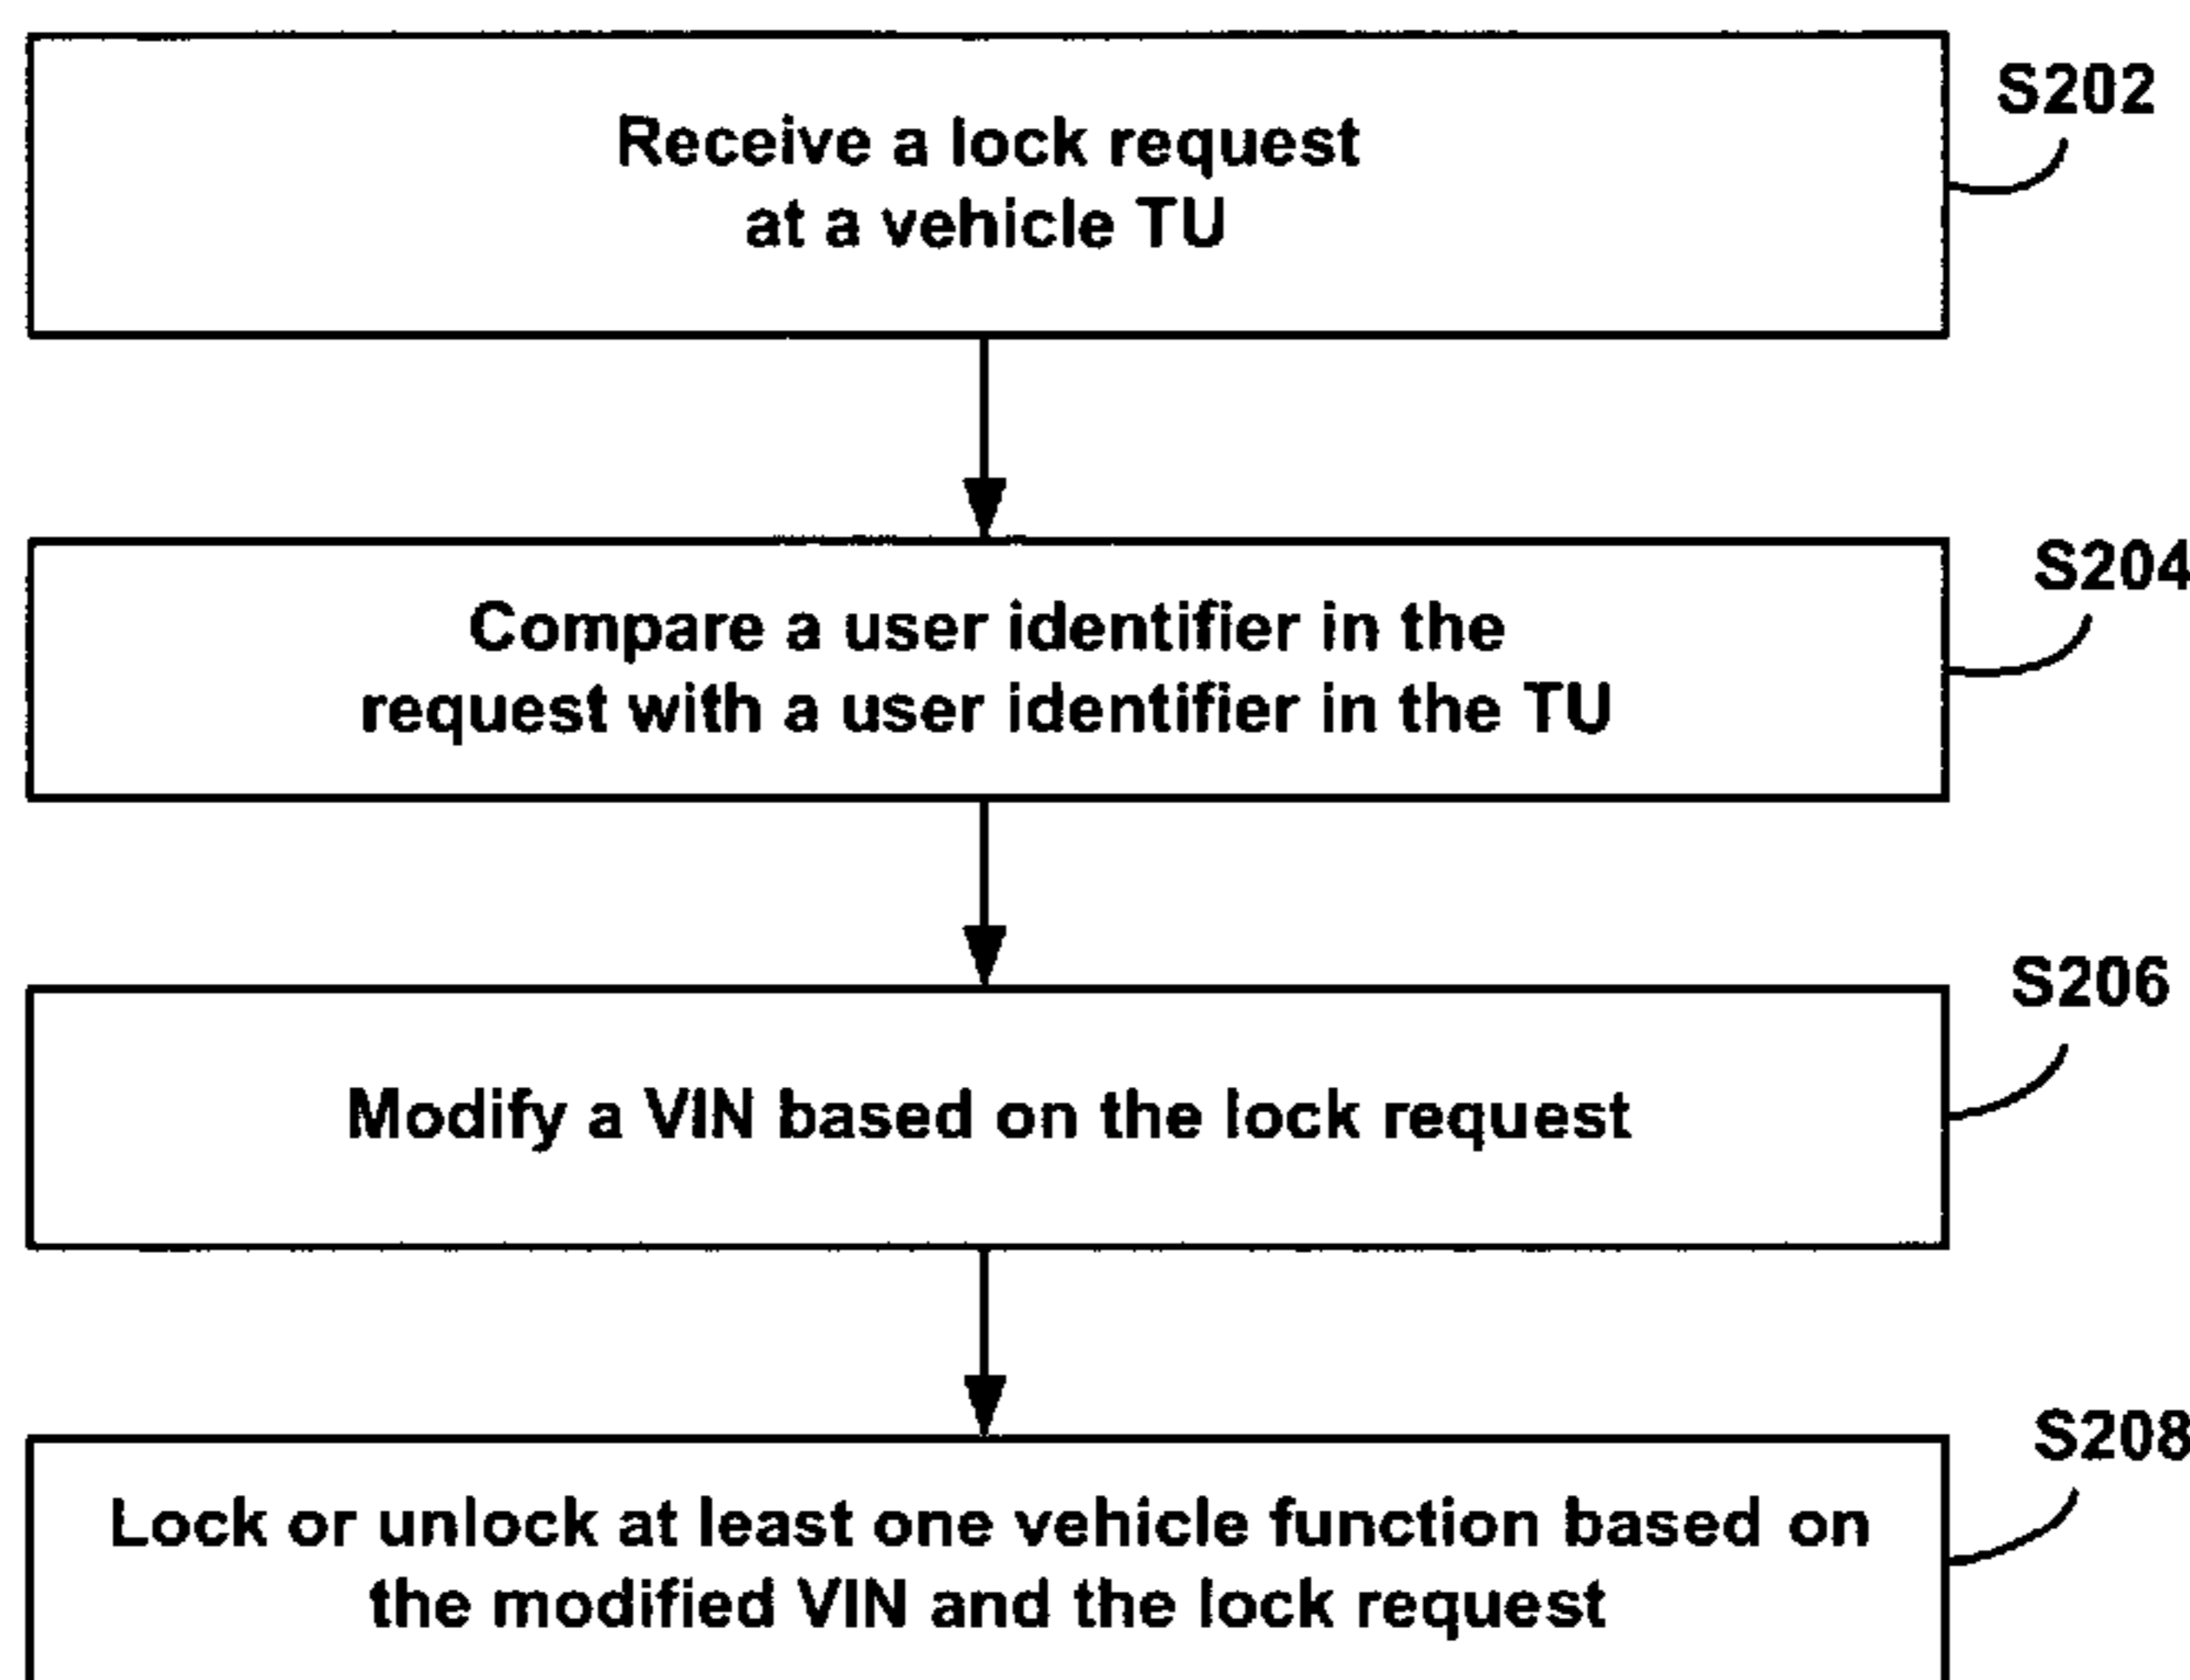 S202
Receive a lock request
at a vehicle TU
S204
Compare a user identifier in the
request with a user identifier in the TU
S206
Modify a VIN based on the lock request
S208
Lock or unlock at least one vehicle function based on
the modified VIN and the lock request